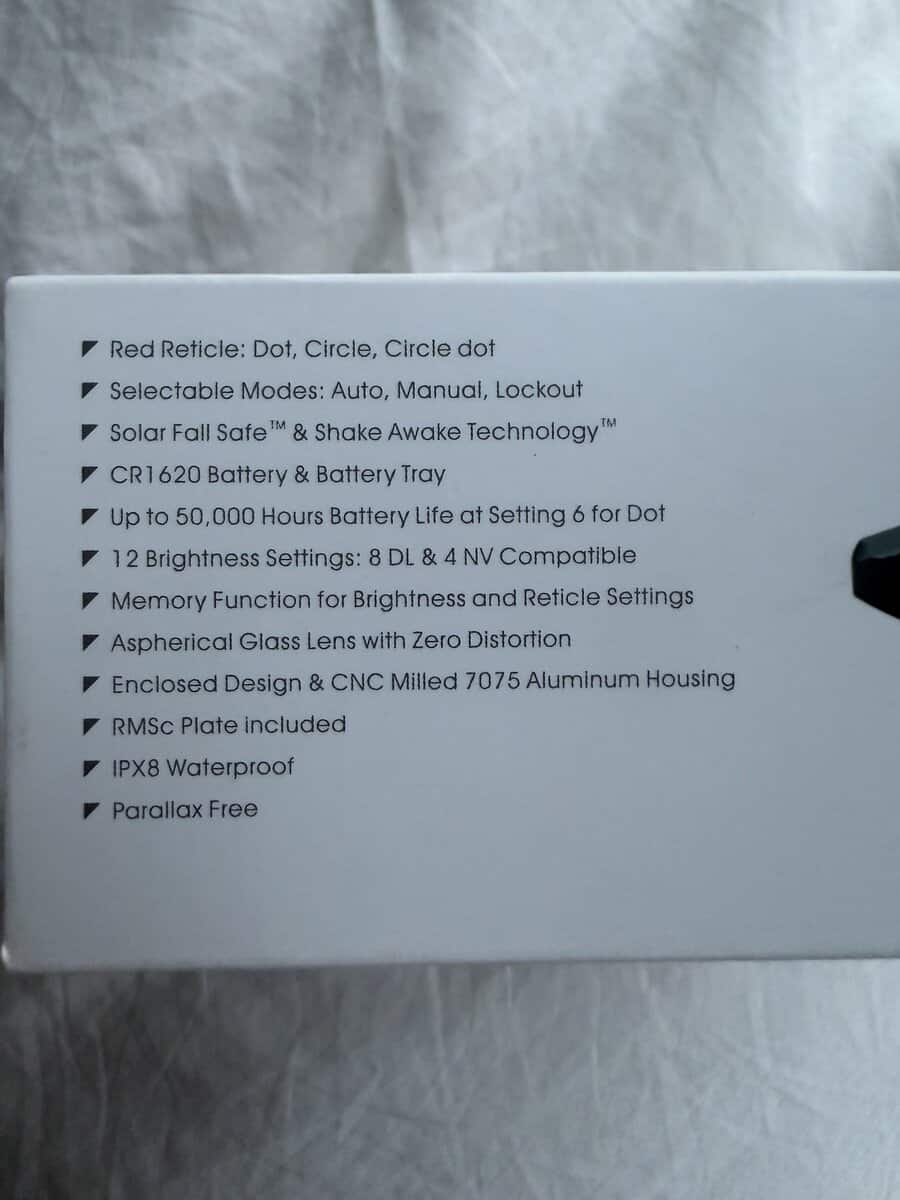 Red Reticle: Dot, Circle, Circle dot
Selectable Modes: Auto, Manual, Lockout
Solar Fall Safe™ & Shake Awake Technology™
CR1620 Battery & Battery Tray
Up to 50,000 Hours Battery Life at Setting 6 for Dot
12 Brightness Settings: 8 DL & 4 NV Compatible
Memory Function for Brightness and Reticle Settings
Aspherical Glass Lens with Zero Distortion
Enclosed Design & CNC Milled 7075 Aluminum Housing
RMSc Plate included
IPX8 Waterproof
Parallax Free